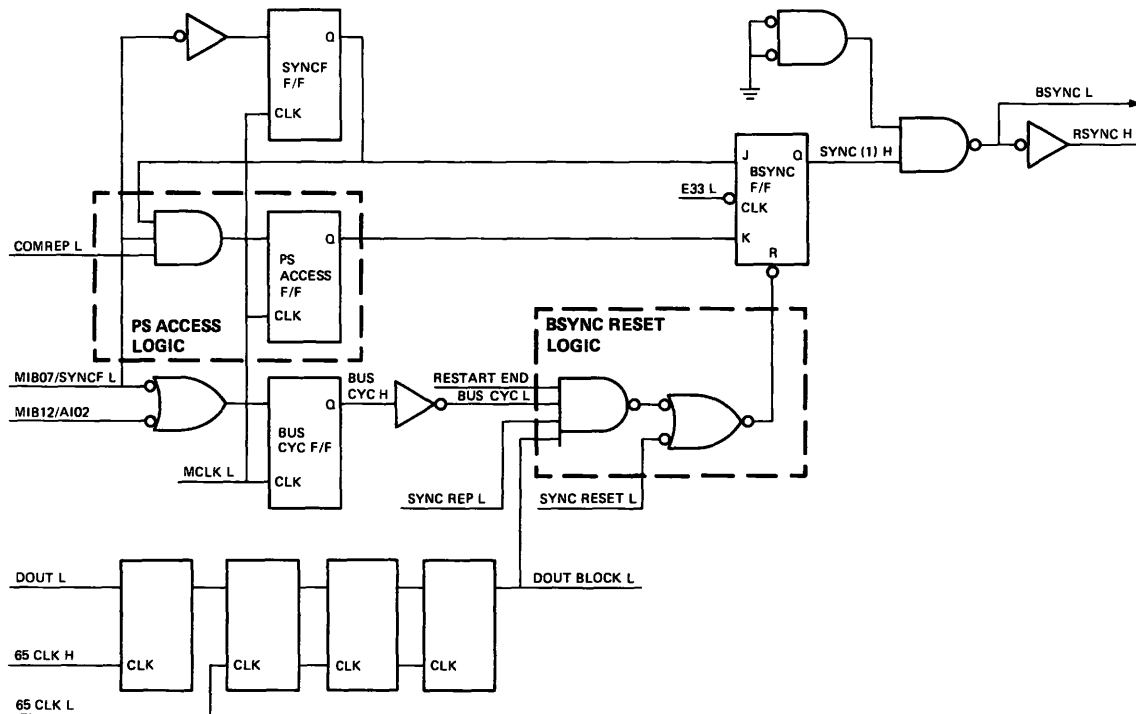 Q
SYNCF
F/F
CLK
BSYNC L
RSYNC H
J
Q
SYNC (1) H
BSYNC
F/F
E33 L
CLK
K
R
COMREP L
Q
PS
ACCESS
F/F
CLK
PS ACCESS
LOGIC
BSYNC RESET
LOGIC
MIB07/SYNCF L
MIB12/AI02
BUS
CYC H
Q
BUS
CYC F/F
CLK
MCLK L
RESTART END
BUS CYC L
SYNC REP L
SYNC RESET L
DOUT L
DOUT BLOCK L
65 CLK H
CLK
CLK
CLK
CLK
65 CLK L